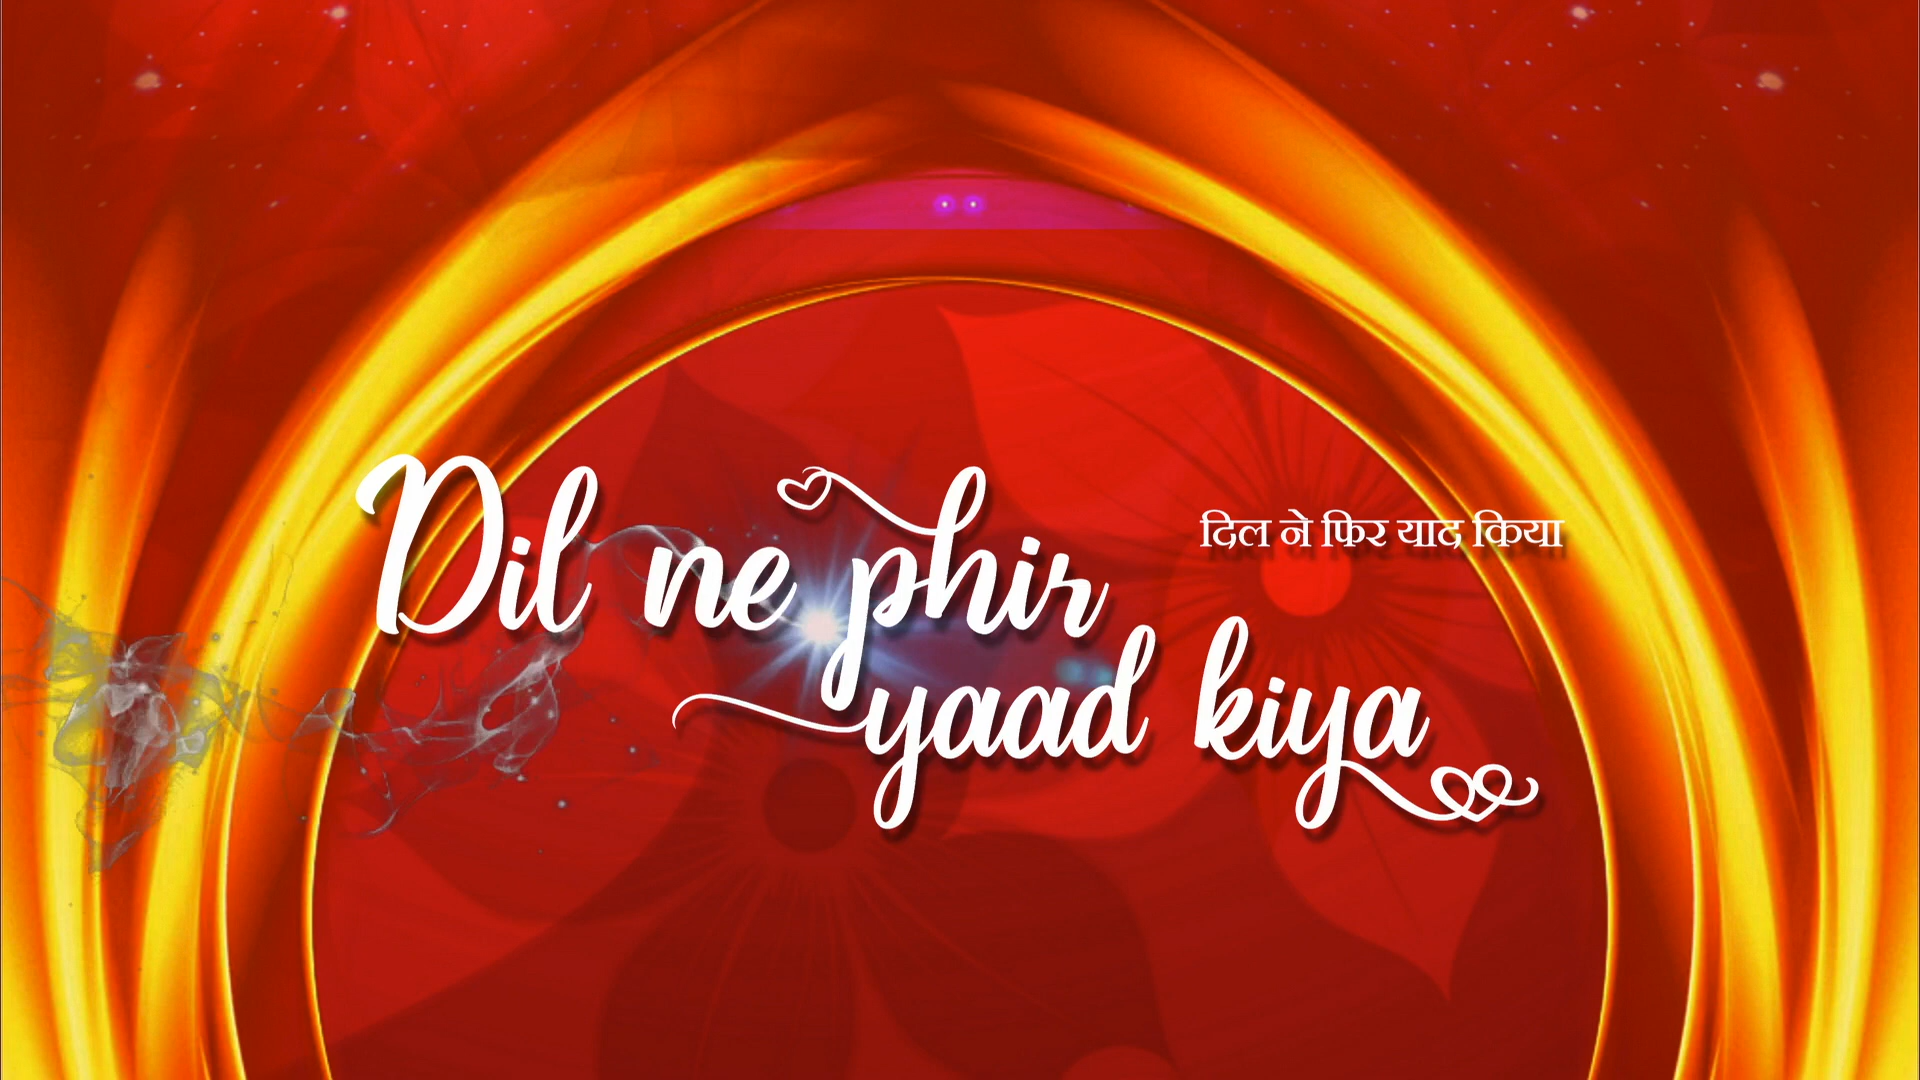 Dil ne phir
दिल ने फिर याद किया
yaad kiya